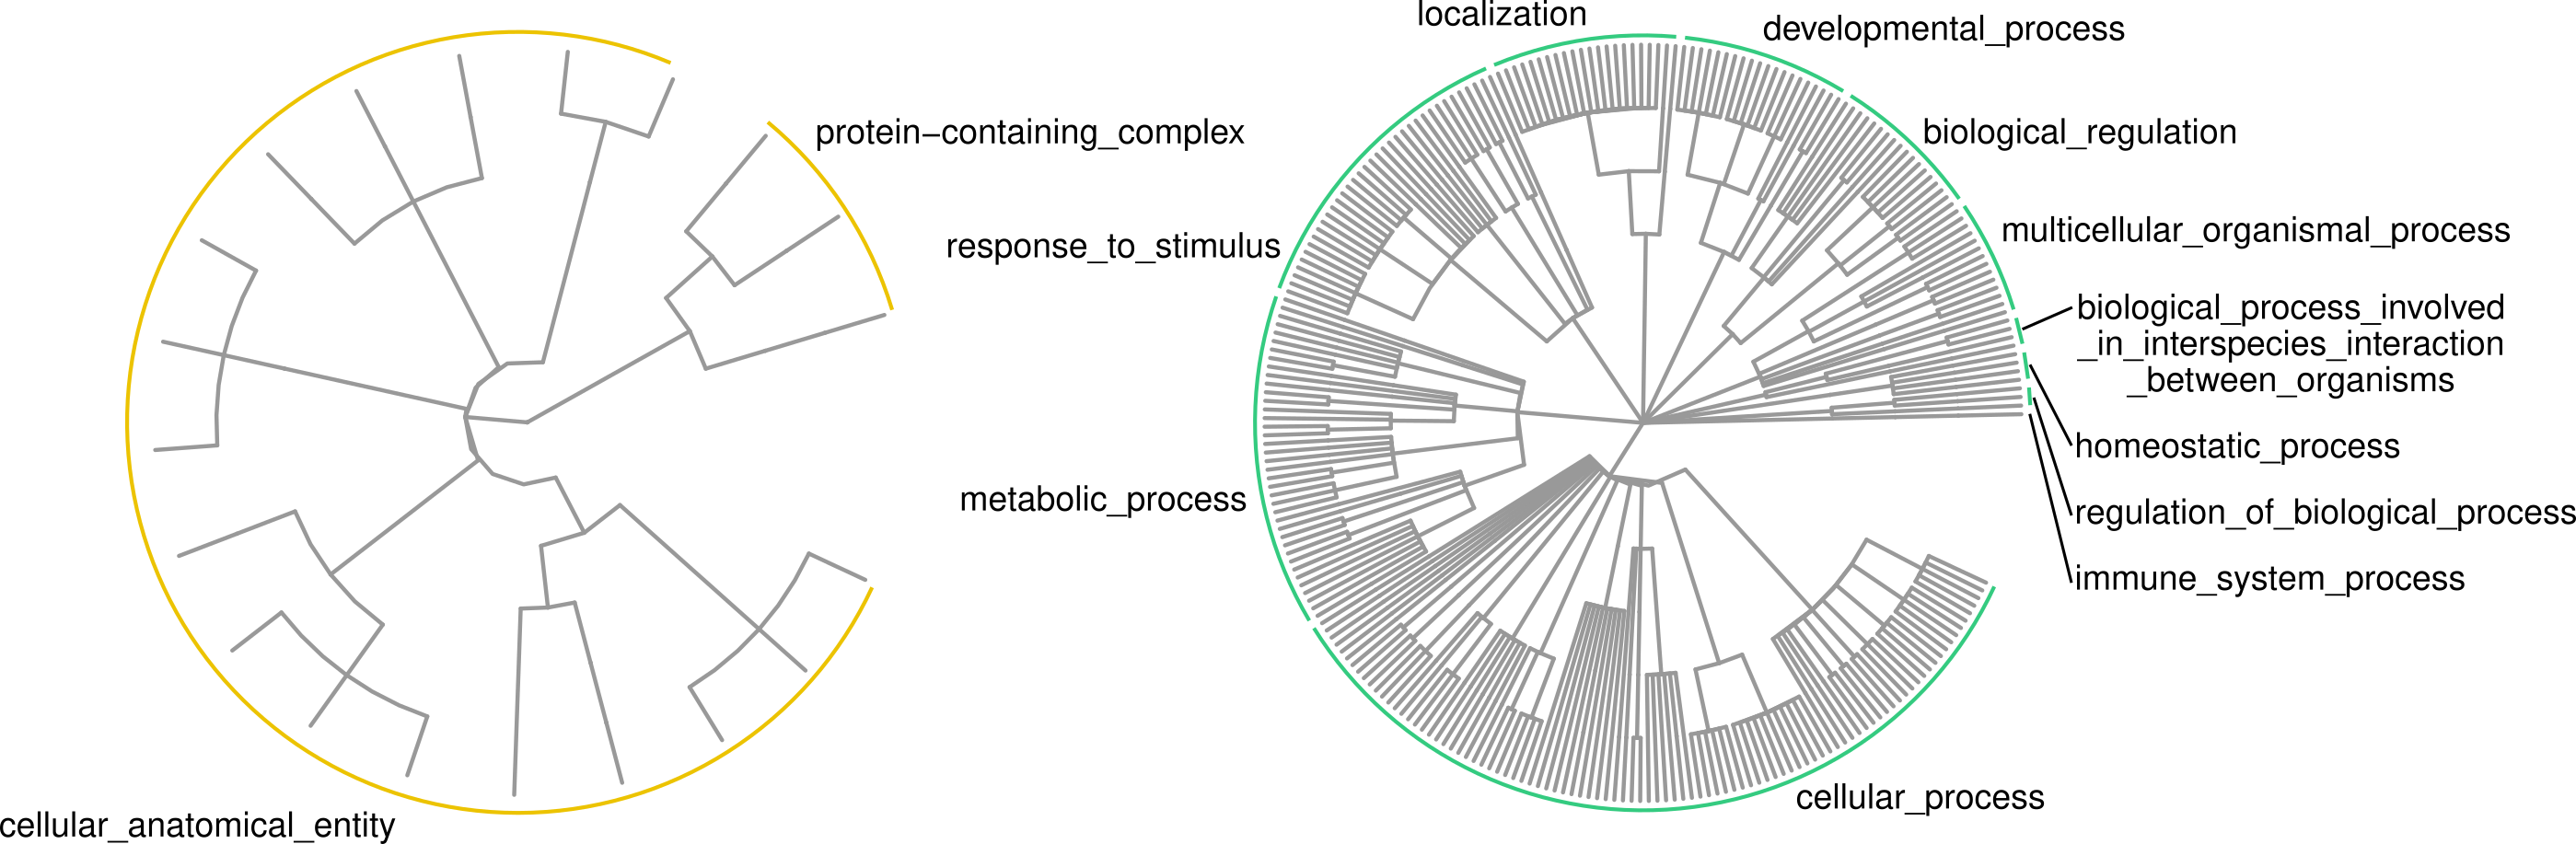 localization
developmental_process
protein−containing_complex
biological_regulation
response_to_stimulus
multicellular_organismal_process
biological_process_involved
_in_interspecies_interaction
_between_organisms
homeostatic_process
metabolic_process
regulation_of_biological_process
immune_system_process
cellular_process
cellular_anatomical_entity